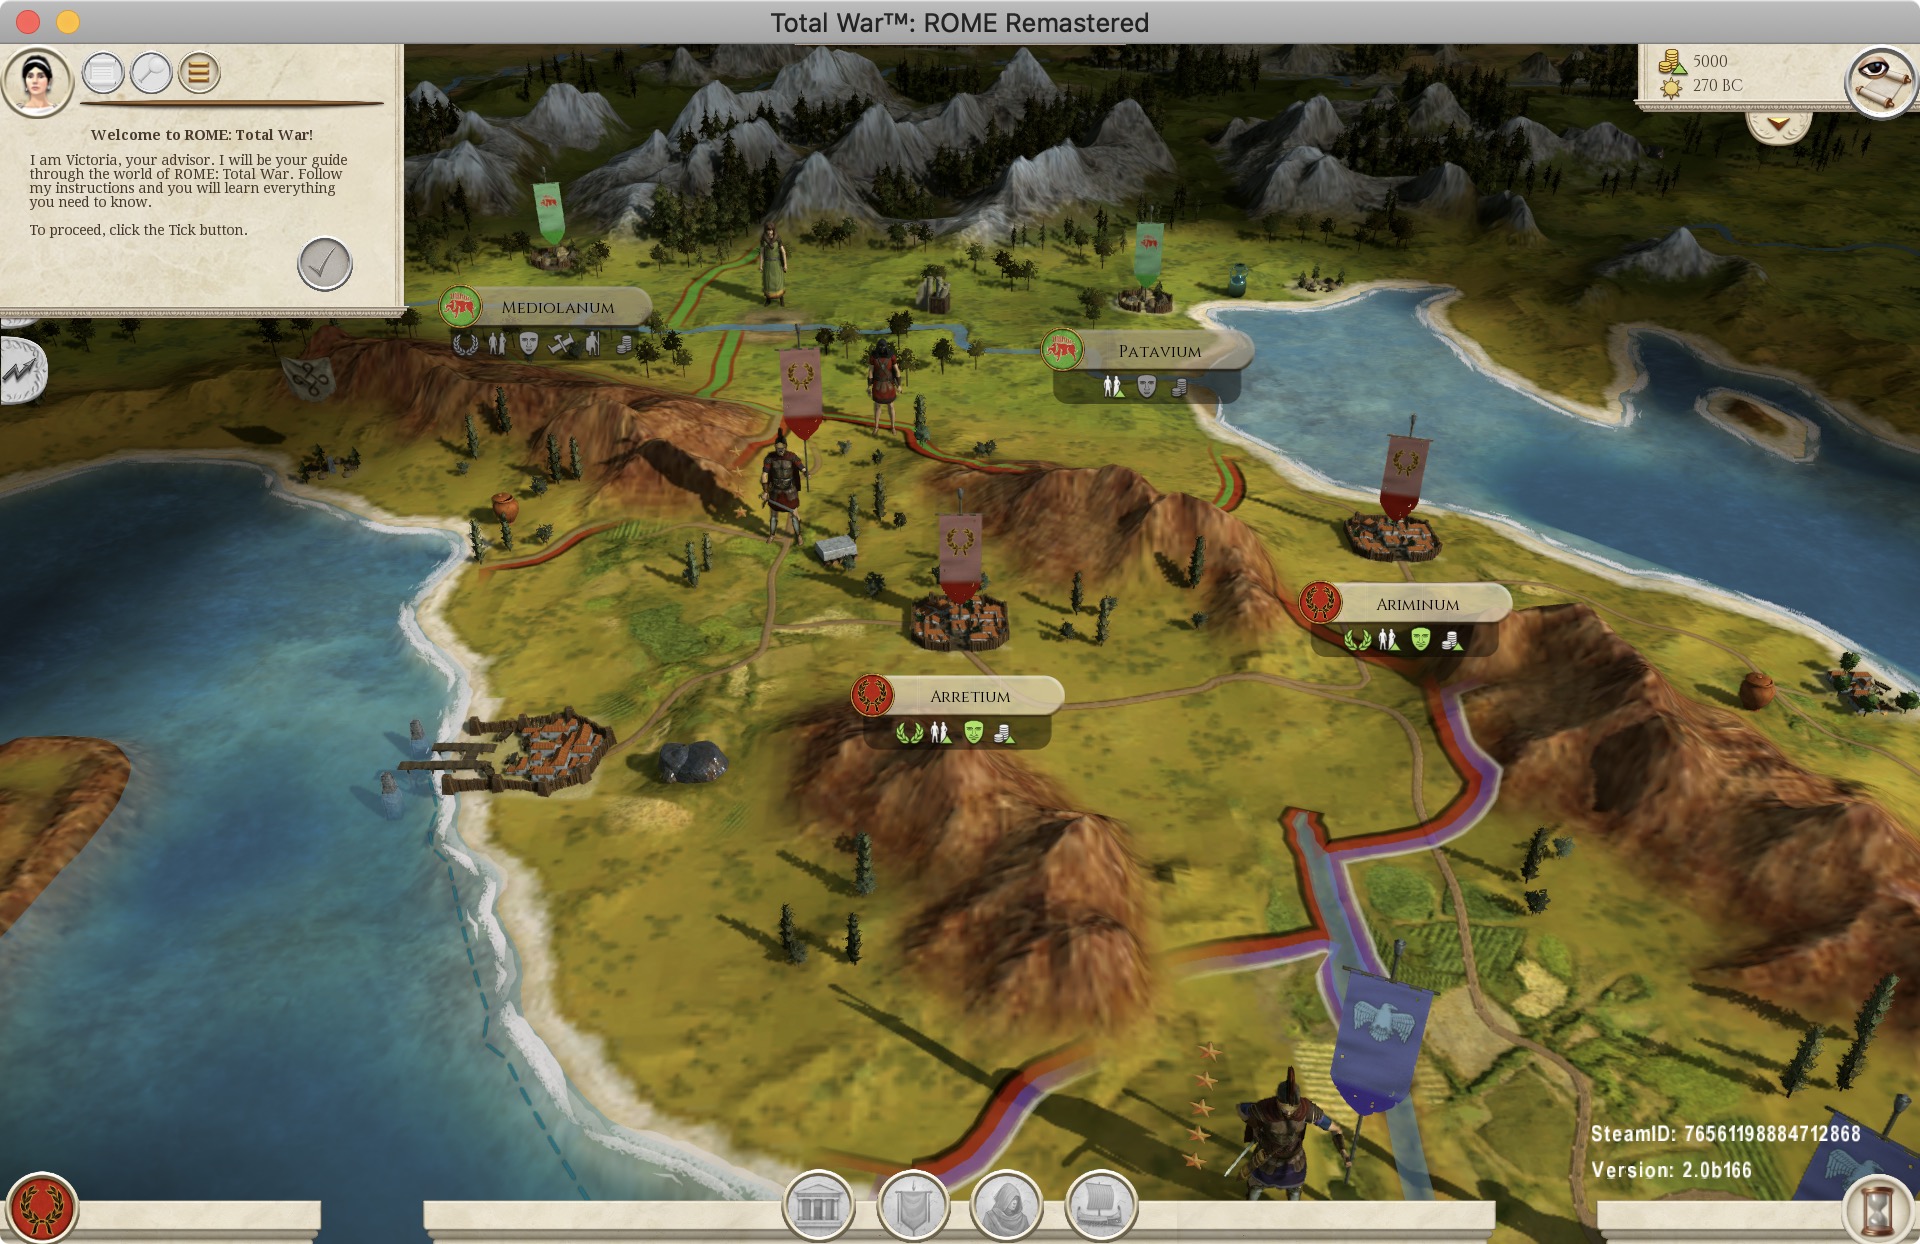 Total War™: ROME Remastered
Welcome to ROME: Total War!
I am Victoria, your advisor. I will be your guide
through the world of ROME: Total War. Follow
my instructions and you will learn everything
you need to know.
To proceed, click the Tick button.
5000
270 BC
MEDIOLANUM
PATAVIUM
ARIMINUM
ARRETIUM
SteamID: 76561198884712868
Version: 2.0b166